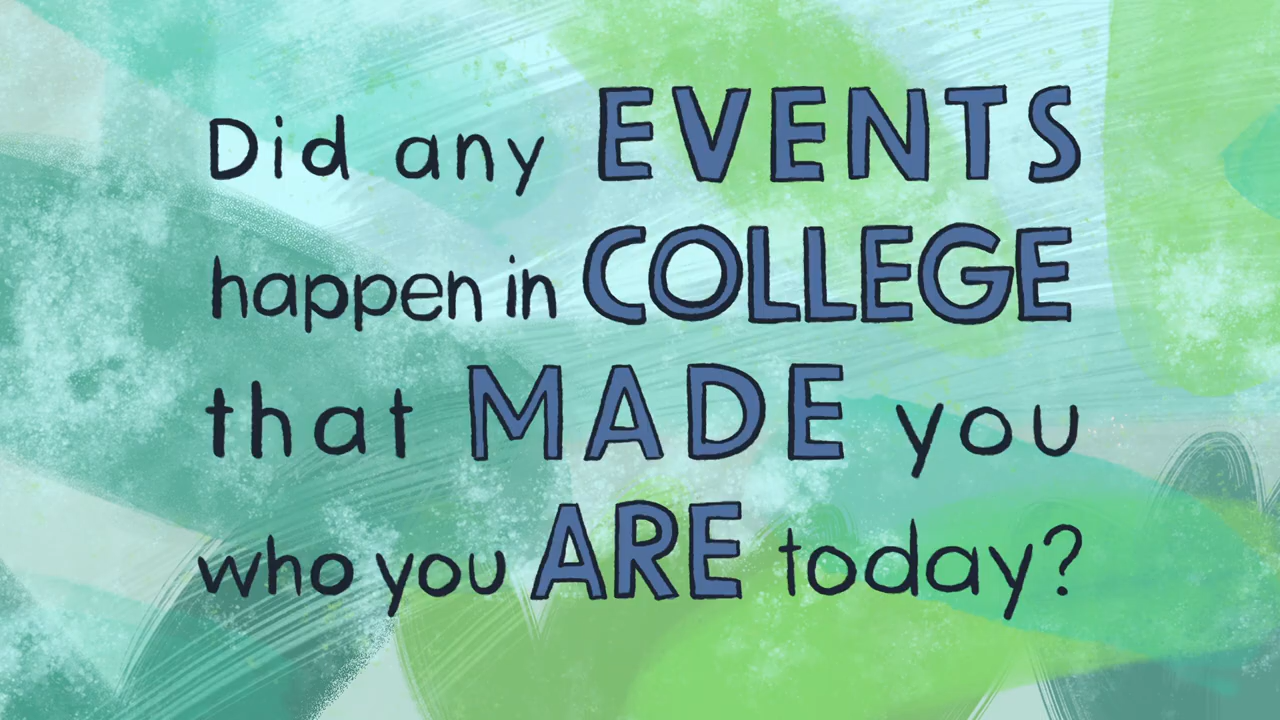 Did any EVENTS
happen in COLLEGE
that MADE you
who you ARE today?